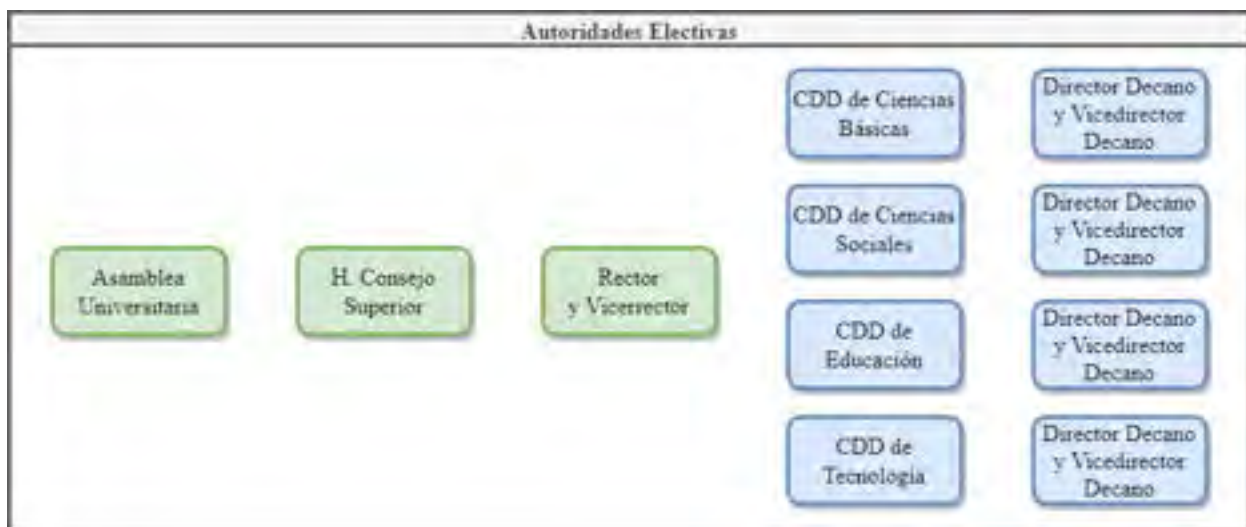 Autoridades Electivas
Asamblea
Universitaria
H. Consejo
Superior
Rector
y Vicerrector
CDD de Ciencias
Básicas
Director Decano
y Vicedirector
Decano
CDD de Ciencias
Sociales
Director Decano
y Vicedirector
Decano
CDD de
Educación
Director Decano
y Vicedirector
Decano
CDD de
Tecnología
Director Decano
y Vicedirector
Decano